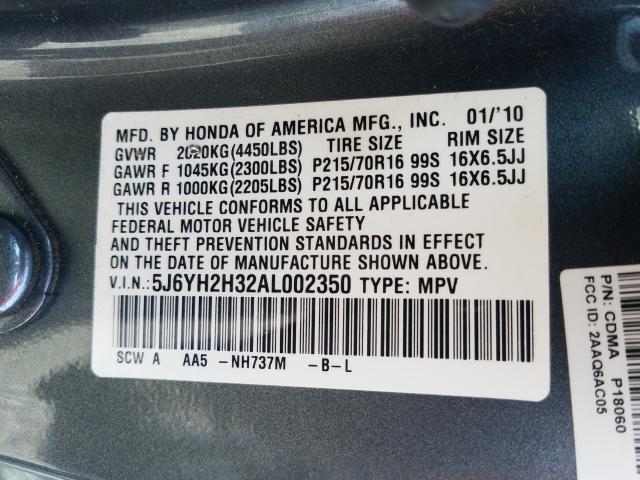 MFD. BY HONDA OF AMERICA MFG., INC. 01/'10
GVWR 2020KG(4450LBS) TIRE SIZE RIM SIZE
GAWR F 1045KG(2300LBS) P215/70R16 99S 16X6.5JJ
GAWR R 1000KG(2205LBS) P215/70R16 99S 16X6.5JJ
THIS VEHICLE CONFORMS TO ALL APPLICABLE
FEDERAL MOTOR VEHICLE SAFETY
AND THEFT PREVENTION STANDARDS IN EFFECT
ON THE DATE OF MANUFACTURE SHOWN ABOVE.
V.I.N.: 5J6YH2H32AL002350 TYPE: MPV
SCW A AA5 -NH737M -B-L
P/N: CDMA P18060
FCC ID: 2AAQ6AC05